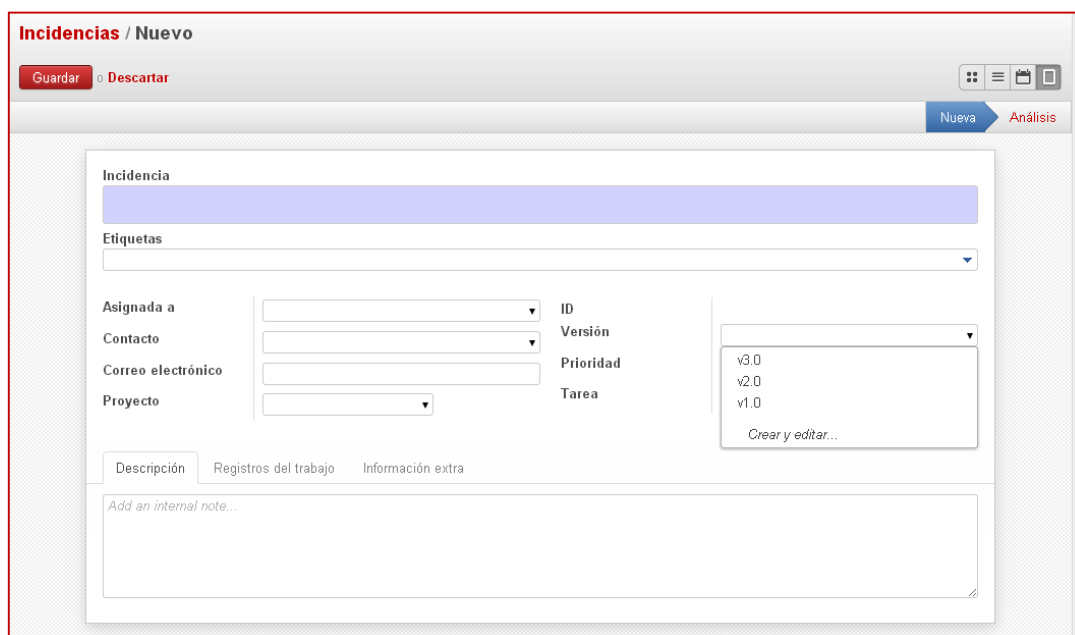 Incidencias / Nuevo
Guardar o Descartar
Nueva Análisis
Incidencia
Etiquetas
Asignada a
Contacto
Correo electrónico
Proyecto
ID
Versión
Prioridad
Tarea
v3.0
v2.0
v1.0
Crear y editar...
Descripción Registros del trabajo Información extra
Add an internal note...